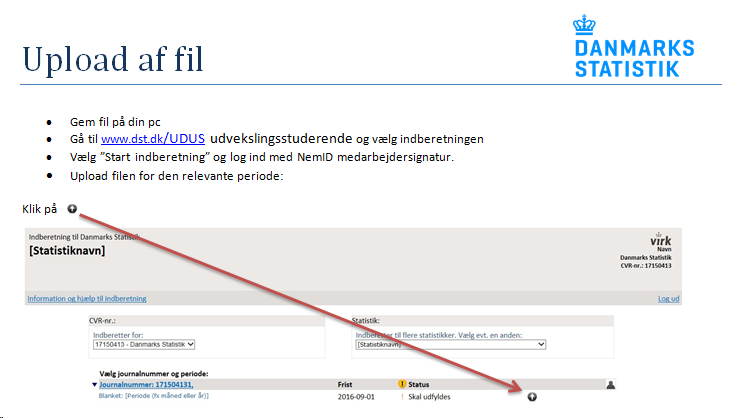 DANMARKS
STATISTIK
Upload af fil
• Gem fil på din pc
• Gå til www.dst.dk/UDUS udvekslingsstuderende og vælg indberetningen
• Vælg ”Start indberetning” og log ind med NemID medarbejdersignatur.
• Upload filen for den relevante periode:
Klik på
Indberetning til Danmarks Statistik
[Statistiknavn]
virk
Navn
Danmarks Statistik
CVR-nr.: 17150413
Information og hjælp til indberetning
Log ud
CVR-nr.:
Indberetter for:
17150413 - Danmarks Statistik
Statistik:
Indberetter til flere statistikker. Vælg evt. en anden:
[Statistiknavn]
Vælg journalnummer og periode:
Journalnummer: 171504131, Frist Status
Blanket: [Periode (fx måned eller år)] 2016-09-01 Skal udfyldes